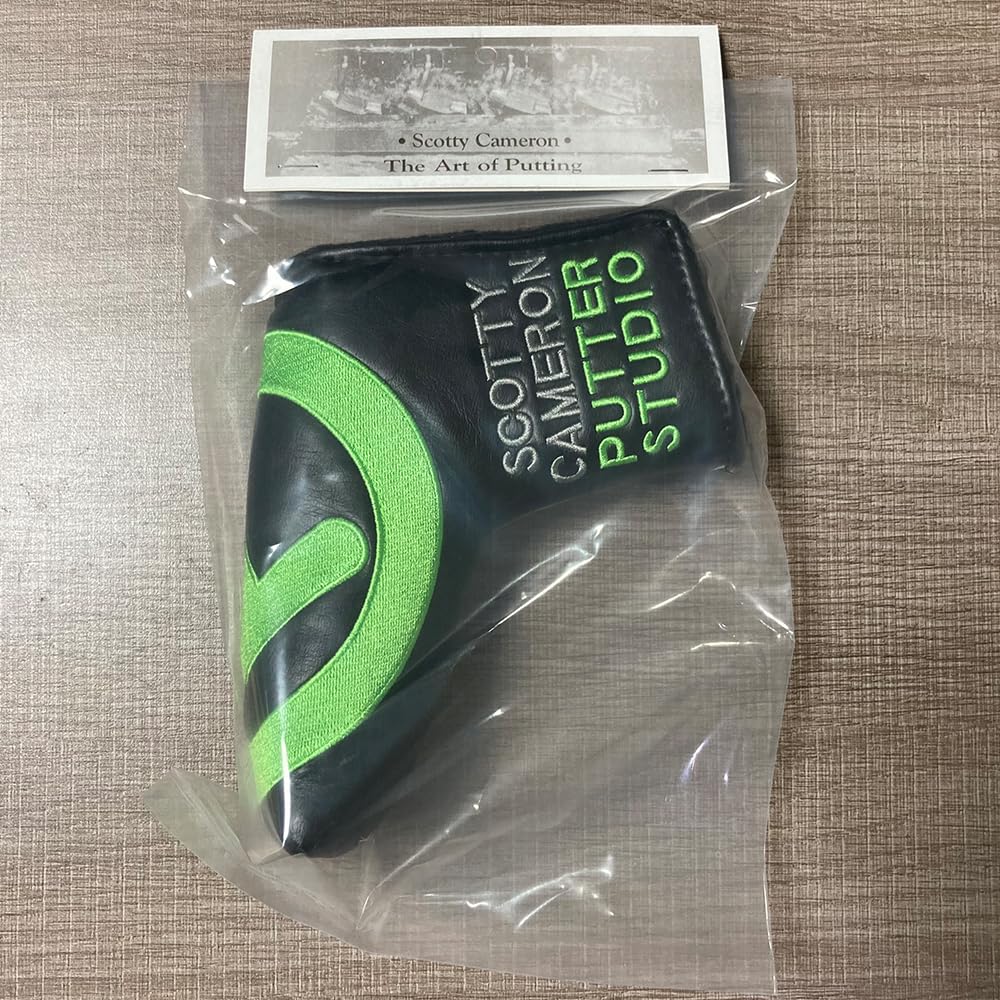 • Scotty Cameron •
The Art of Putting
SCOTTY
CAMERON
PUTTER
STUDIO